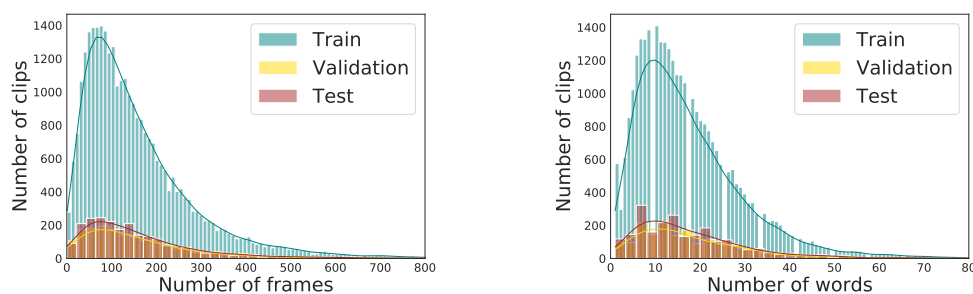 1400
1200
1000
800
600
400
200
0
Number of clips
0 100 200 300 400 500 600 700 800
Number of frames
Train
Validation
Test
1400
1200
1000
800
600
400
200
0
Number of clips
0 10 20 30 40 50 60 70 80
Number of words
Train
Validation
Test